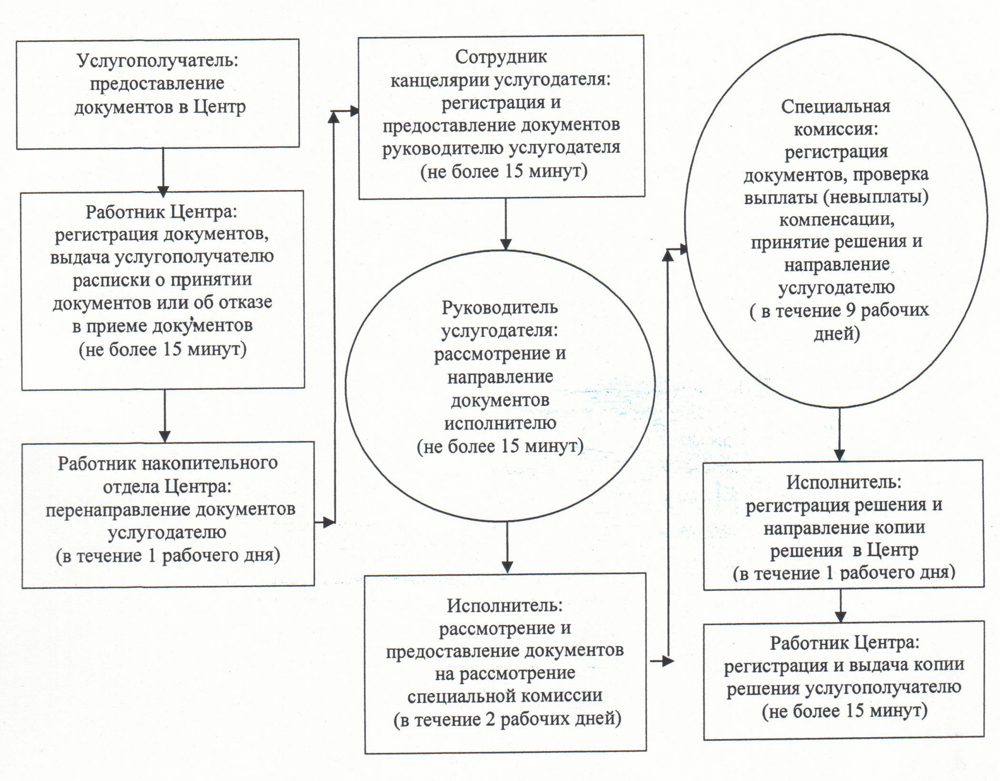 Услугополучатель:
предоставление
документов в Центр
Работник Центра:
регистрация документов,
выдача услугополучателю
расписки о принятии
документов или об отказе
в приеме документов
(не более 15 минут)
Работник накопительного
отдела Центра:
перенаправление документов
услугодателю
(в течение 1 рабочего дня)
Сотрудник
канцелярии услугодателя:
регистрация и
предоставление документов
руководителю услугодателя
(не более 15 минут)
Руководитель
услугодателя:
рассмотрение и
направление
документов
исполнителю
(не более 15 минут)
Исполнитель:
рассмотрение и
предоставление документов
на рассмотрение
специальной комиссии
(в течение 2 рабочих дней)
Специальная
комиссия:
регистрация
документов, проверка
выплаты (невыплаты)
компенсации,
принятие решения и
направление
услугодателю
( в течение 9 рабочих
дней)
Исполнитель:
регистрация решения и
направление копии
решения в Центр
(в течение 1 рабочего дня)
Работник Центра:
регистрация и выдача копии
решения услугополучателю
(не более 15 минут)